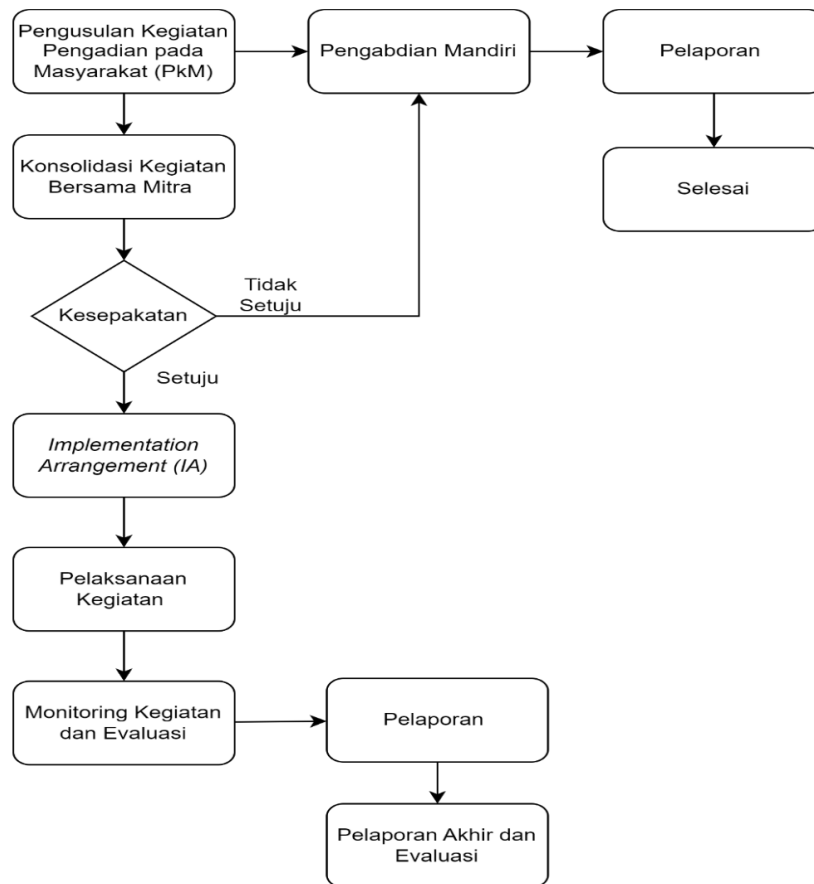 Pengusulan Kegiatan
Pengadian pada
Masyarakat (PkM)
Pengabdian Mandiri
Pelaporan
Konsolidasi Kegiatan
Bersama Mitra
Selesai
Kesepakatan
Tidak
Setuju
Setuju
Implementation
Arrangement (IA)
Pelaksanaan
Kegiatan
Monitoring Kegiatan
dan Evaluasi
Pelaporan
Pelaporan Akhir dan
Evaluasi